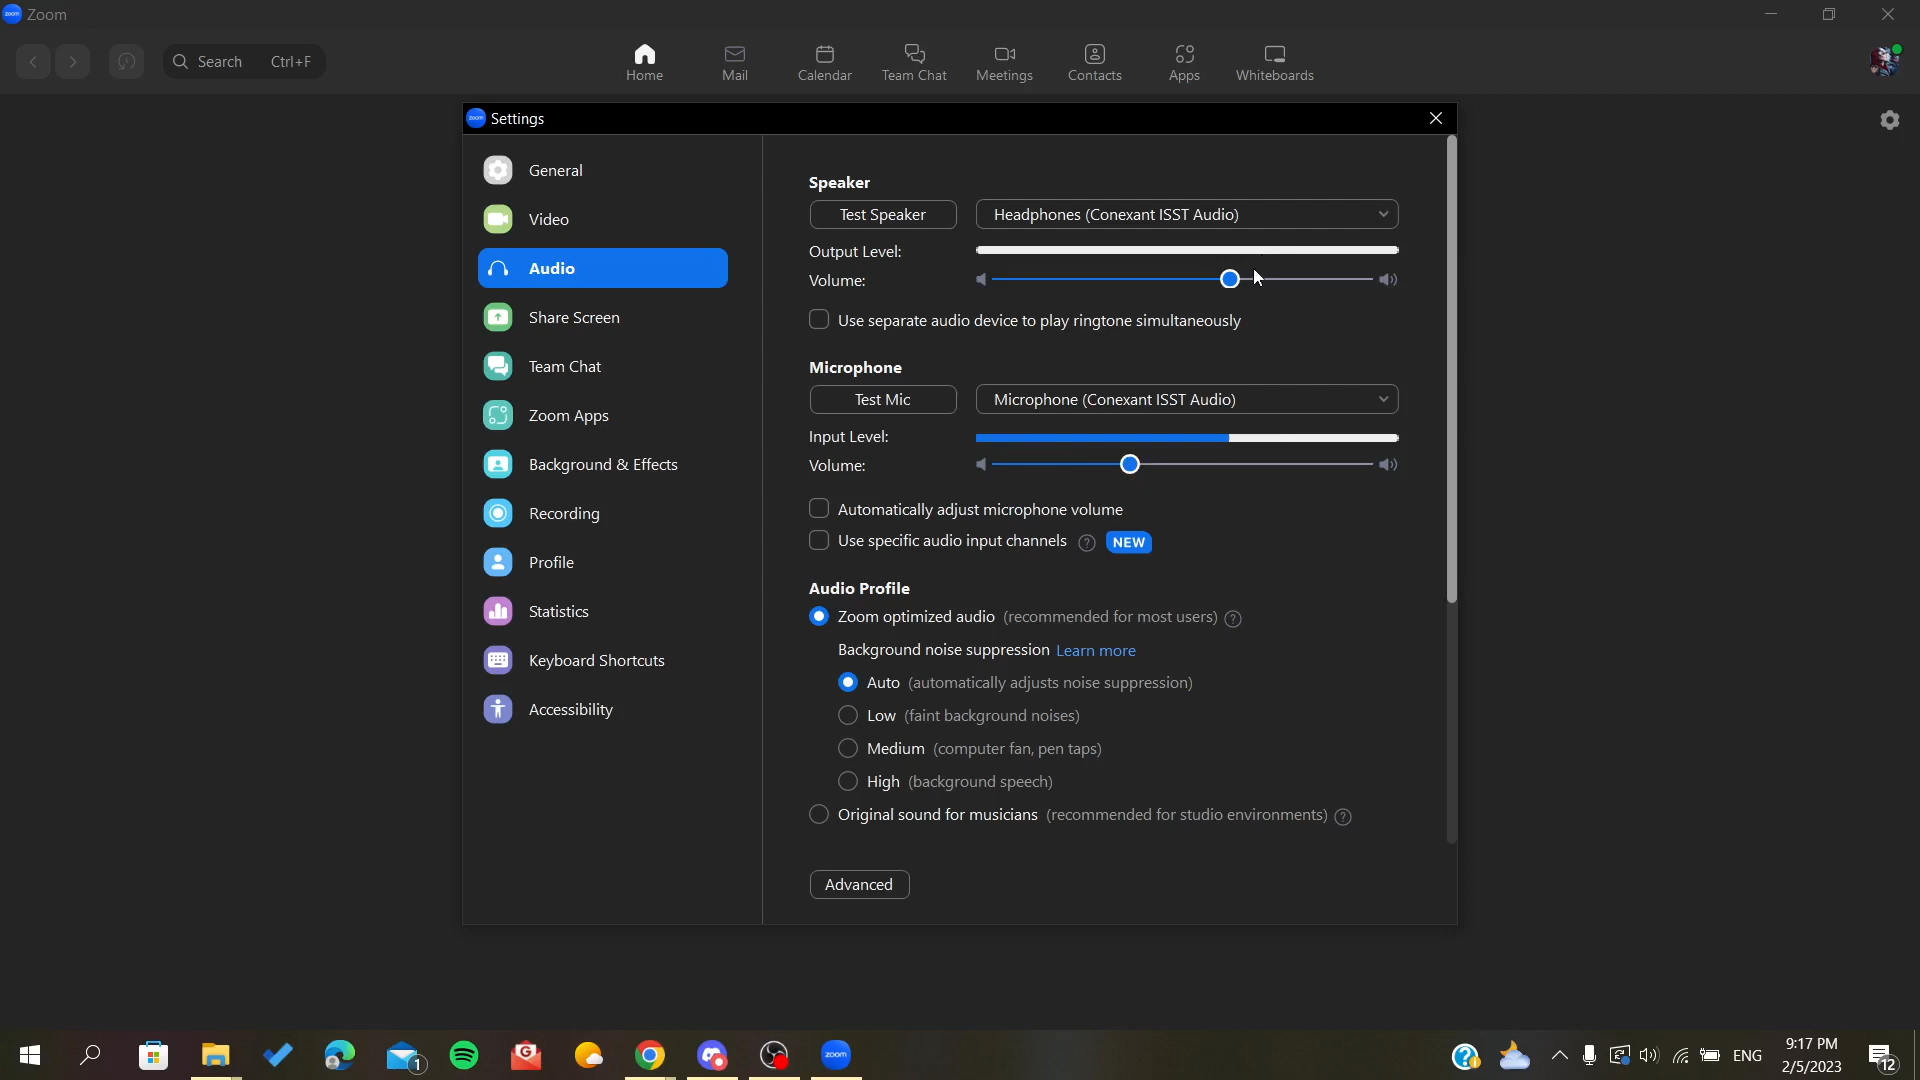 zoom Zoom
Search Ctrl+F
Home
Mail
Calendar
Team Chat
Meetings
Contacts
Apps
Whiteboards
zoom Settings
General
Video
Audio
Share Screen
Team Chat
Zoom Apps
Background & Effects
Recording
Profile
Statistics
Keyboard Shortcuts
Accessibility
Speaker
Test Speaker Headphones (Conexant ISST Audio)
Output Level:
Volume:
Use separate audio device to play ringtone simultaneously
Microphone
Test Mic Microphone (Conexant ISST Audio)
Input Level:
Volume:
Automatically adjust microphone volume
Use specific audio input channels ? NEW
Audio Profile
Zoom optimized audio (recommended for most users) ?
Background noise suppression Learn more
Auto (automatically adjusts noise suppression)
Low (faint background noises)
Medium (computer fan, pen taps)
High (background speech)
Original sound for musicians (recommended for studio environments) ?
Advanced
1
G
zoom
?
ENG
9:17 PM
2/5/2023
12